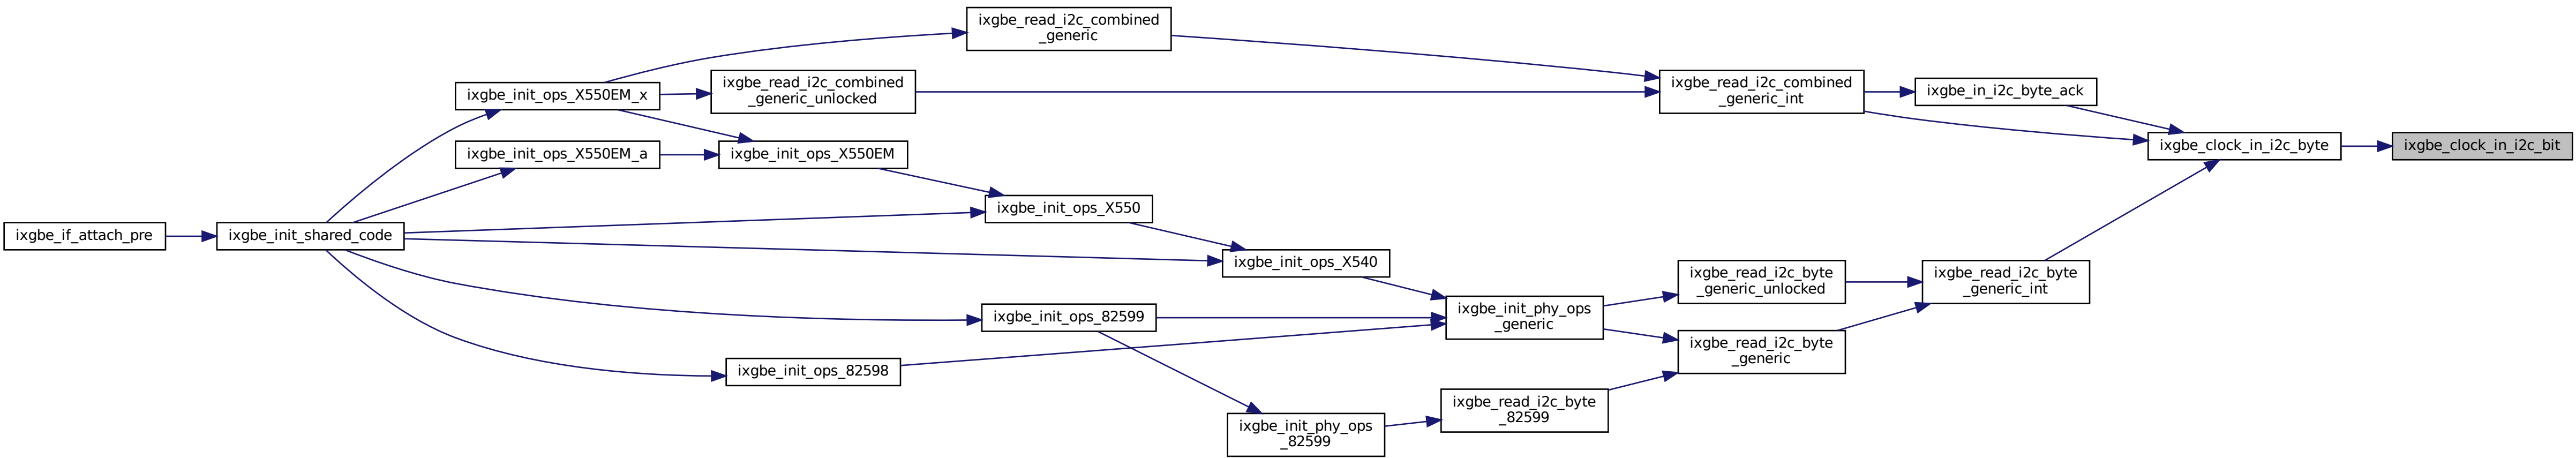 ixgbe_read_i2c_combined
_generic
ixgbe_init_ops_X550EM_x
ixgbe_read_i2c_combined
_generic_unlocked
ixgbe_read_i2c_combined
_generic_int
ixgbe_in_i2c_byte_ack
ixgbe_init_ops_X550EM_a
ixgbe_init_ops_X550EM
ixgbe_clock_in_i2c_byte
ixgbe_clock_in_i2c_bit
ixgbe_init_ops_X550
ixgbe_if_attach_pre
ixgbe_init_shared_code
ixgbe_init_ops_X540
ixgbe_read_i2c_byte
_generic_unlocked
ixgbe_read_i2c_byte
_generic_int
ixgbe_init_ops_82599
ixgbe_init_phy_ops
_generic
ixgbe_read_i2c_byte
_generic
ixgbe_init_ops_82598
ixgbe_read_i2c_byte
_82599
ixgbe_init_phy_ops
_82599